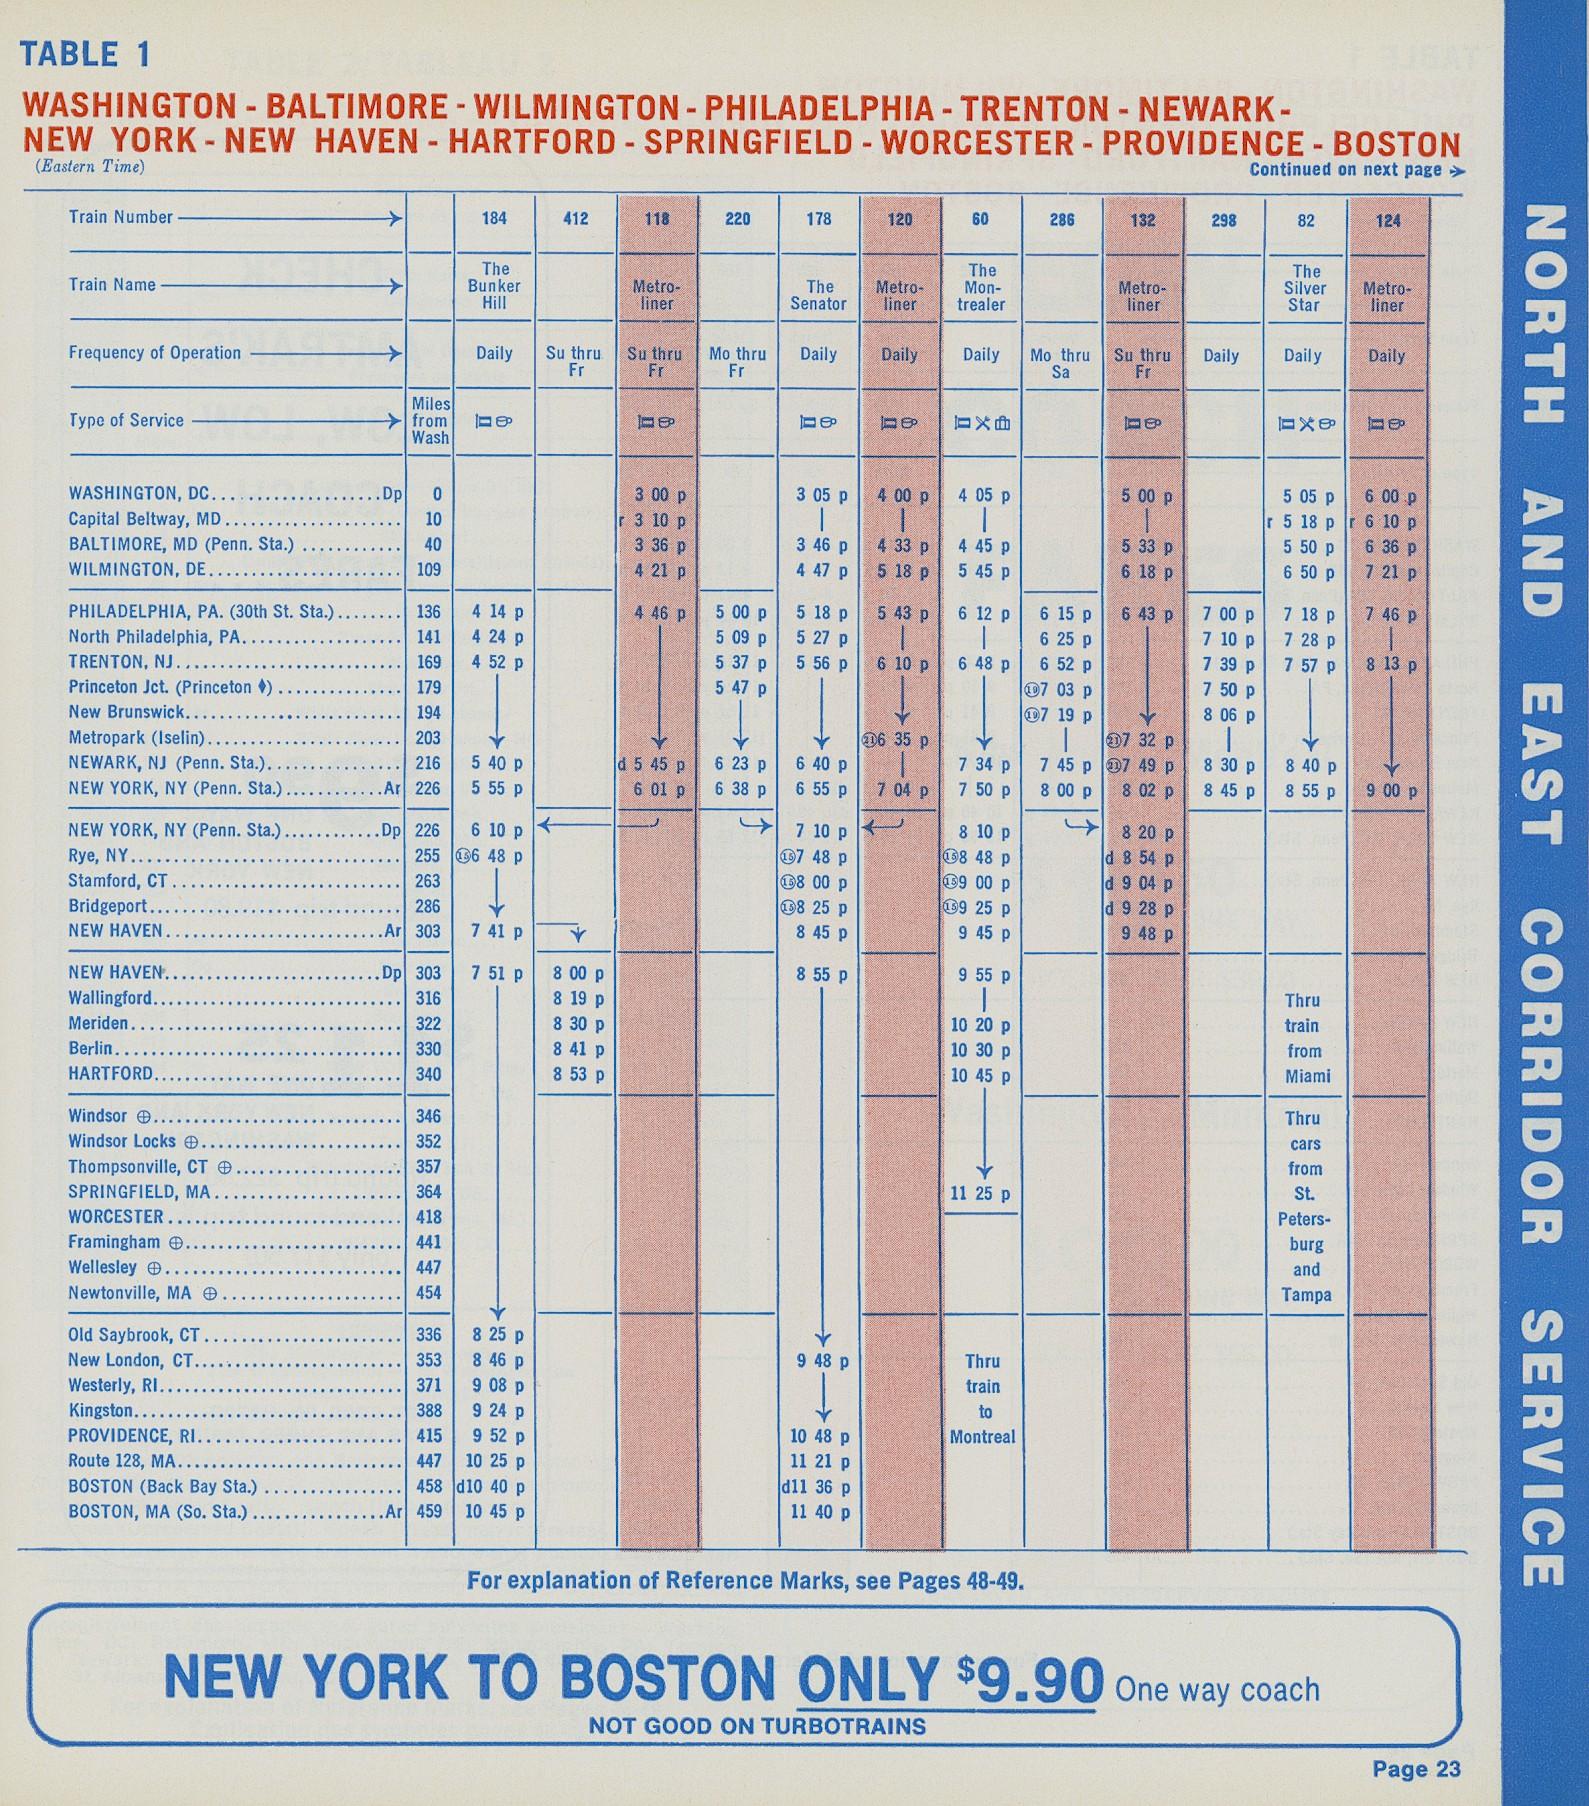 TABLE 1
WASHINGTON - BALTIMORE - WILMINGTON - PHILADELPHIA - TRENTON - NEWARK -
NEW YORK - NEW HAVEN - HARTFORD - SPRINGFIELD - WORCESTER - PROVIDENCE - BOSTON
(Eastern Time)
Continued on next page
Train Number 184 412 118 220 178 120 60 286 132 298 82 124
Train Name The Bunker Hill Metro-liner The Senator Metro-liner The Mon-trealer Metro-liner The Silver Star Metro-liner
Frequency of Operation Daily Su thru Fr Su thru Fr Mo thru Fr Daily Daily Daily Mo thru Sa Su thru Fr Daily Daily Daily
Type of Service Miles from Wash
WASHINGTON, DC Dp 0 3 00 p 3 05 p 4 00 p 4 05 p 5 00 p 5 05 p 6 00 p
Capital Beltway, MD 10 r 3 10 p r 5 18 p r 6 10 p
BALTIMORE, MD (Penn. Sta.) 40 3 36 p 3 46 p 4 33 p 4 45 p 5 33 p 5 50 p 6 36 p
WILMINGTON, DE 109 4 21 p 4 47 p 5 18 p 5 45 p 6 18 p 6 50 p 7 21 p
PHILADELPHIA, PA. (30th St. Sta.) 136 4 14 p 4 46 p 5 00 p 5 18 p 5 43 p 6 12 p 6 15 p 6 43 p 7 00 p 7 18 p 7 46 p
North Philadelphia, PA 141 4 24 p 5 09 p 5 27 p 6 25 p 7 10 p 7 28 p
TRENTON, NJ 169 4 52 p 5 37 p 5 56 p 6 10 p 6 48 p 6 52 p 7 39 p 7 57 p 8 13 p
Princeton Jct. (Princeton ♦) 179 5 47 p ⑲7 03 p 7 50 p
New Brunswick 194 ⑲7 19 p 8 06 p
Metropark (Iselin) 203 ㉑6 35 p ㉑7 32 p
NEWARK, NJ (Penn. Sta.) 216 5 40 p d 5 45 p 6 23 p 6 40 p 7 34 p 7 45 p ㉑7 49 p 8 30 p 8 40 p
NEW YORK, NY (Penn. Sta.) Ar 226 5 55 p 6 01 p 6 38 p 6 55 p 7 04 p 7 50 p 8 00 p 8 02 p 8 45 p 8 55 p 9 00 p
NEW YORK, NY (Penn. Sta.) Dp 226 6 10 p 7 10 p 8 10 p 8 20 p
Rye, NY 255 ⑮6 48 p ⑮7 48 p ⑮8 48 p d 8 54 p
Stamford, CT 263 ⑮8 00 p ⑮9 00 p d 9 04 p
Bridgeport 286 ⑮8 25 p ⑮9 25 p d 9 28 p
NEW HAVEN Ar 303 7 41 p 8 45 p 9 45 p 9 48 p
NEW HAVEN Dp 303 7 51 p 8 00 p 8 55 p 9 55 p
Wallingford 316 8 19 p Thru
Meriden 322 8 30 p 10 20 p train
Berlin 330 8 41 p 10 30 p from
HARTFORD 340 8 53 p 10 45 p Miami
Windsor ⊕ 346 Thru
Windsor Locks ⊕ 352 cars
Thompsonville, CT ⊕ 357 from
SPRINGFIELD, MA 364 11 25 p St.
WORCESTER 418 Peters-
Framingham ⊕ 441 burg
Wellesley ⊕ 447 and
Newtonville, MA ⊕ 454 Tampa
Old Saybrook, CT 336 8 25 p
New London, CT 353 8 46 p 9 48 p Thru
Westerly, RI 371 9 08 p train
Kingston 388 9 24 p to
PROVIDENCE, RI 415 9 52 p 10 48 p Montreal
Route 128, MA 447 10 25 p 11 21 p
BOSTON (Back Bay Sta.) 458 d10 40 p d11 36 p
BOSTON, MA (So. Sta.) Ar 459 10 45 p 11 40 p
For explanation of Reference Marks, see Pages 48-49.
NEW YORK TO BOSTON ONLY $9.90 One way coach
NOT GOOD ON TURBOTRAINS
Page 23
NORTH AND EAST CORRIDOR SERVICE